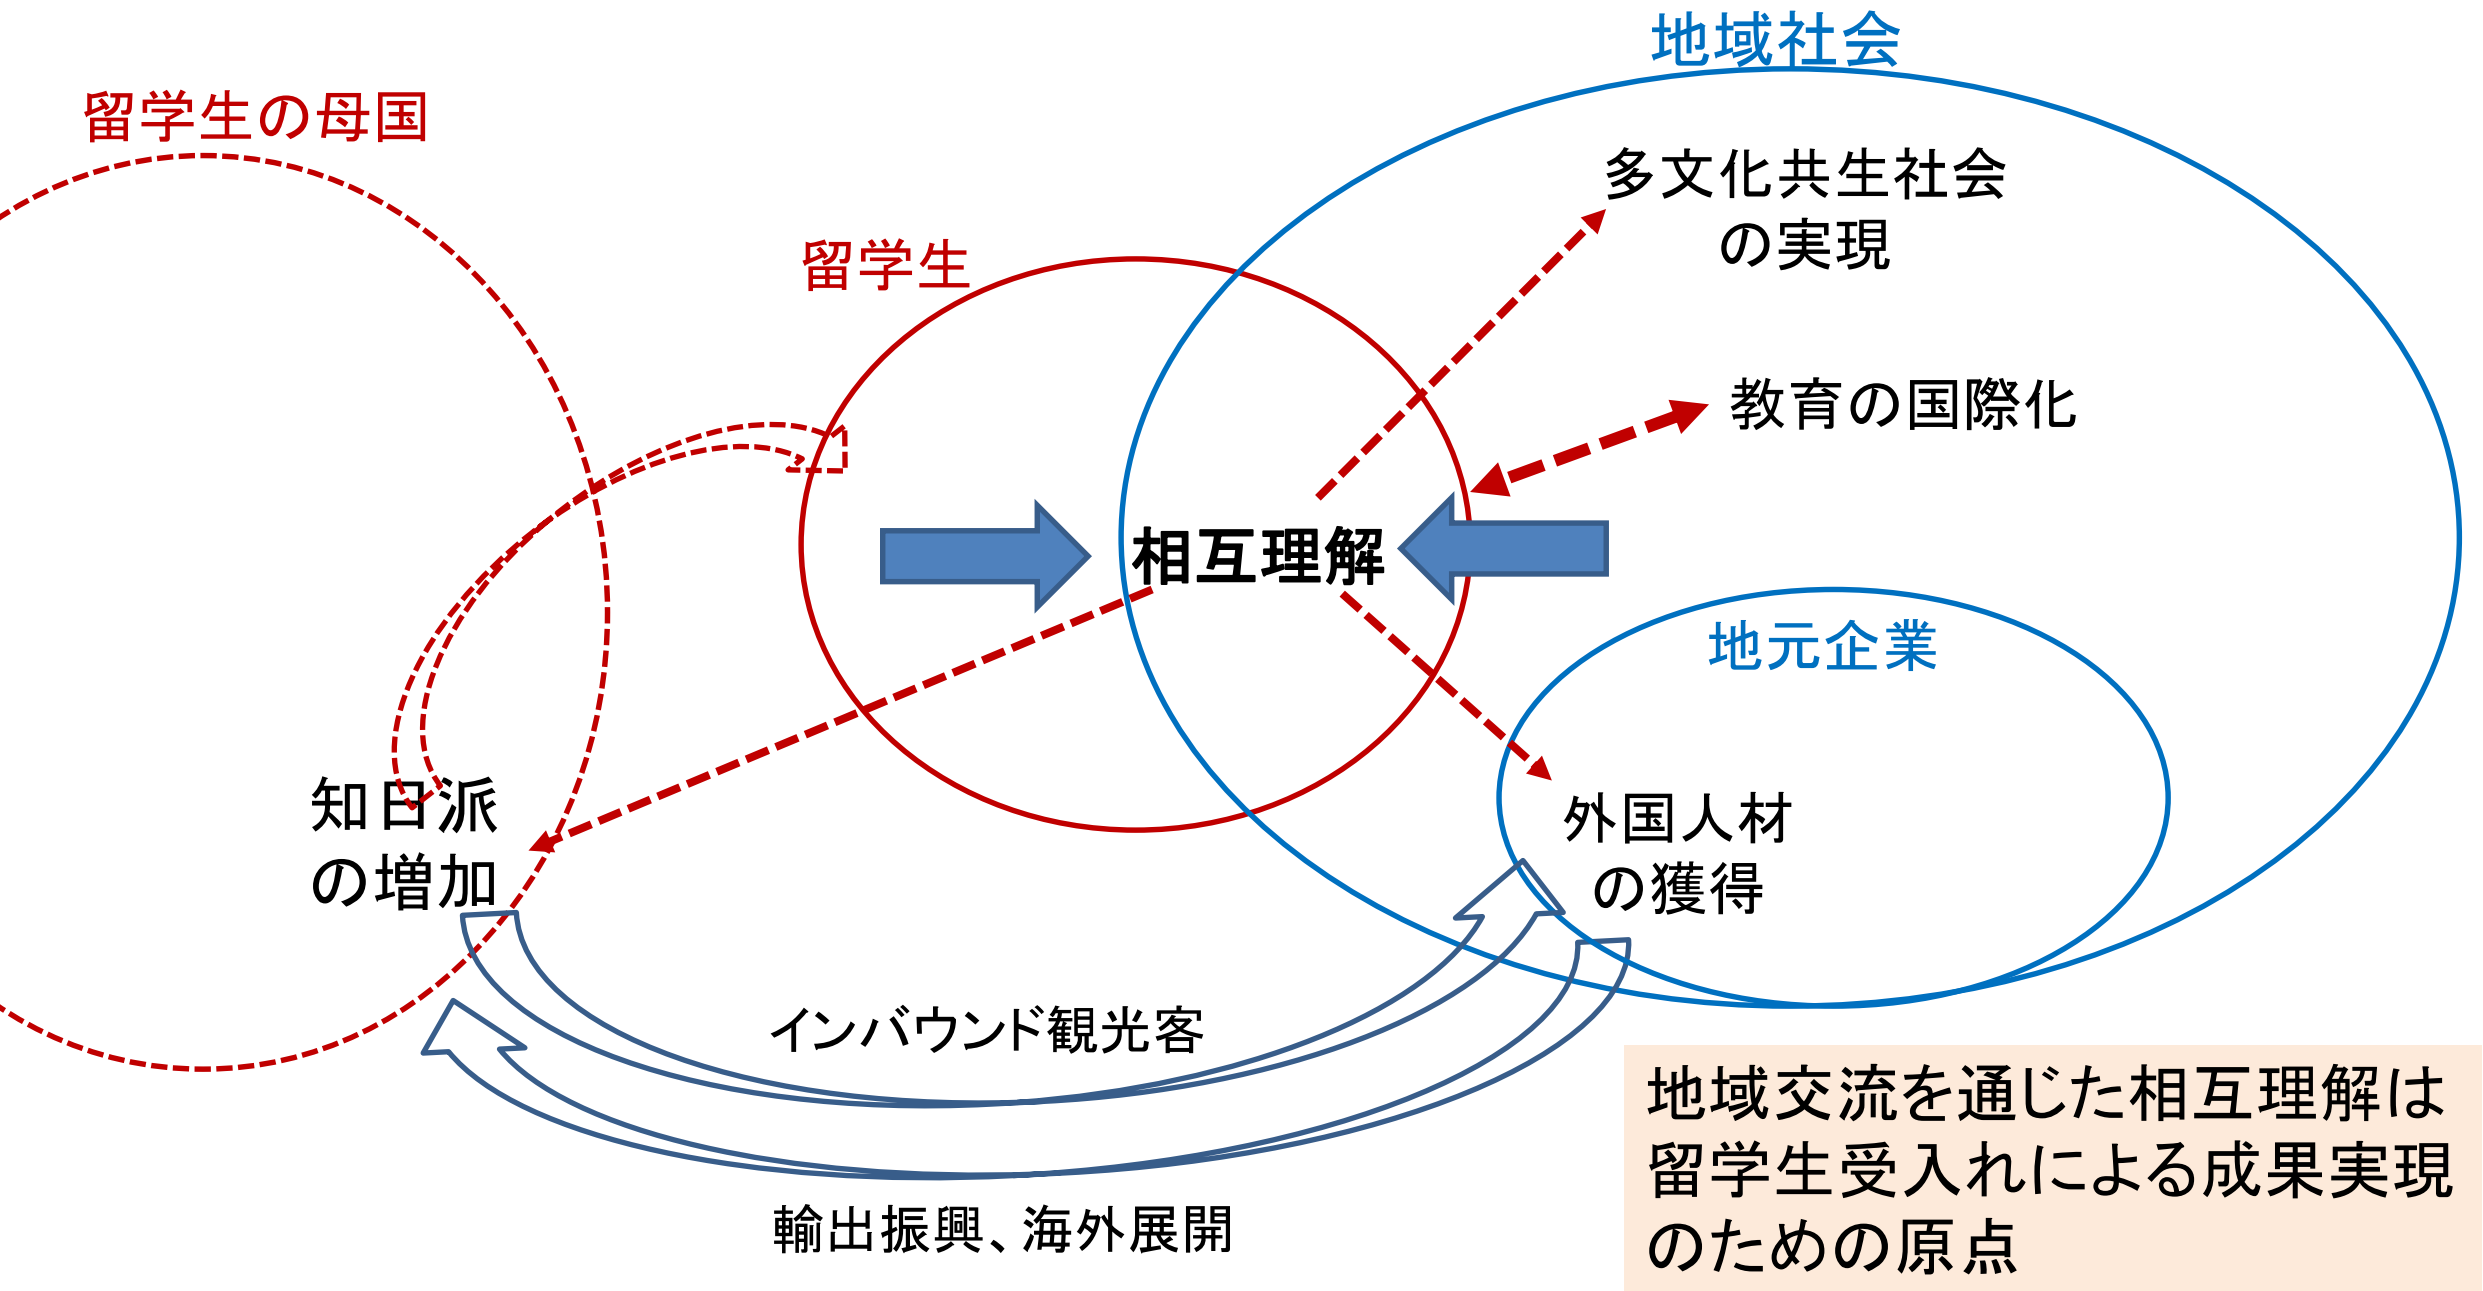 地域社会
留学生の母国
多文化共生社会
の実現
留学生
教育の国際化
相互理解
地元企業
知日派
の増加
外国人材
の獲得
インバウンド観光客
輸出振興、海外展開
地域交流を通じた相互理解は
留学生受入れによる成果実現
のための原点